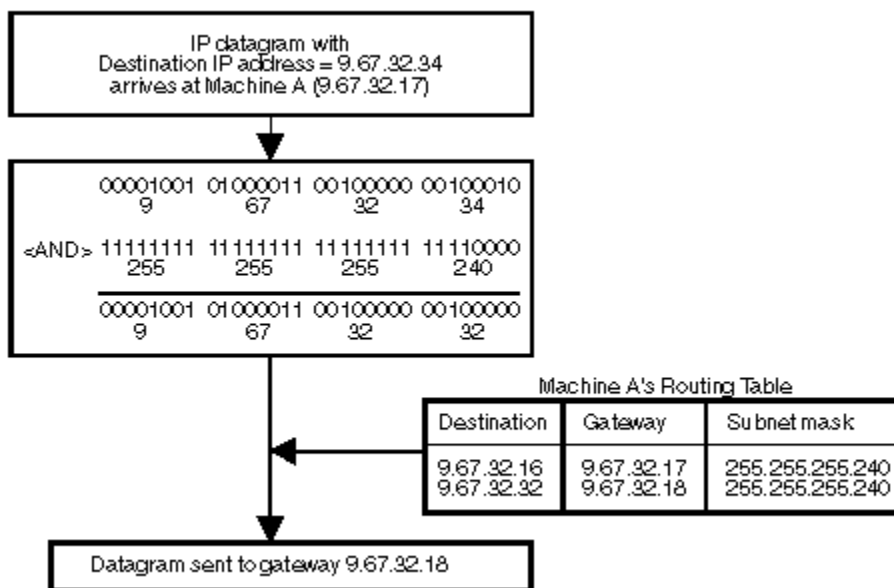 IP datagram with
Destination IP address = 9.67.32.34
arrives at Machine A (9.67.32.17)
00001001 01000011 00100000 00100010
9 67 32 34
<AND> 11111111 11111111 11111111 11110000
255 255 255 240
00001001 01000011 00100000 00100000
9 67 32 32
Machine A's Routing Table
Destination Gateway Subnet mask
9.67.32.16 9.67.32.17 255.255.255.240
9.67.32.32 9.67.32.18 255.255.255.240
Datagram sent to gateway 9.67.32.18